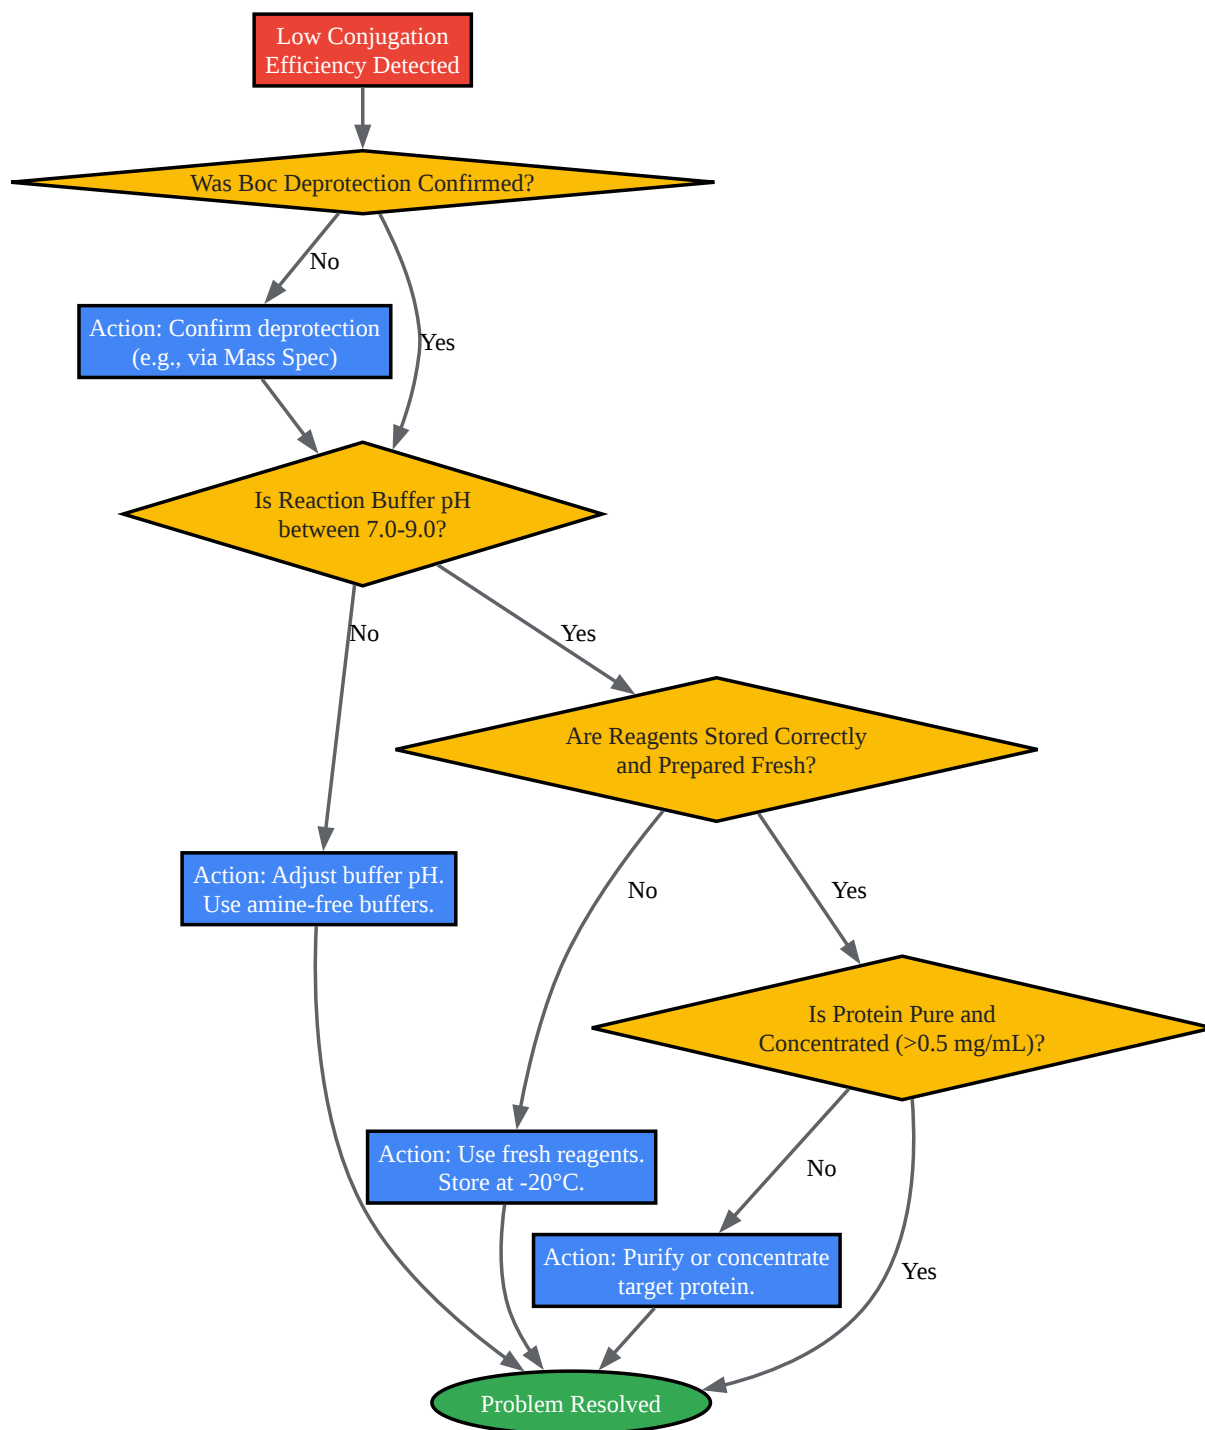 Low Conjugation
Efficiency Detected
Was Boc Deprotection Confirmed?
No
Action: Confirm deprotection
(e.g., via Mass Spec)
Yes
Is Reaction Buffer pH
between 7.0-9.0?
No
Yes
Are Reagents Stored Correctly
and Prepared Fresh?
Action: Adjust buffer pH.
Use amine-free buffers.
No
Yes
Is Protein Pure and
Concentrated (>0.5 mg/mL)?
Action: Use fresh reagents.
Store at -20°C.
No
Action: Purify or concentrate
target protein.
Yes
Problem Resolved